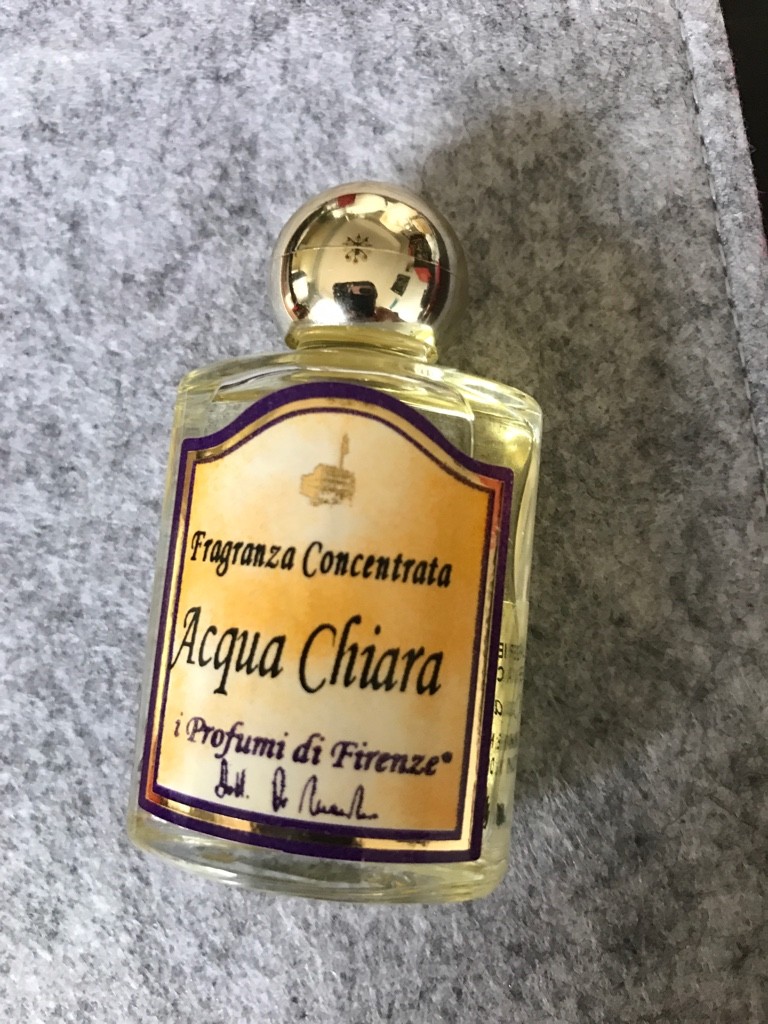 Fragranza Concentrata
Acqua Chiara
i Profumi di Firenze®